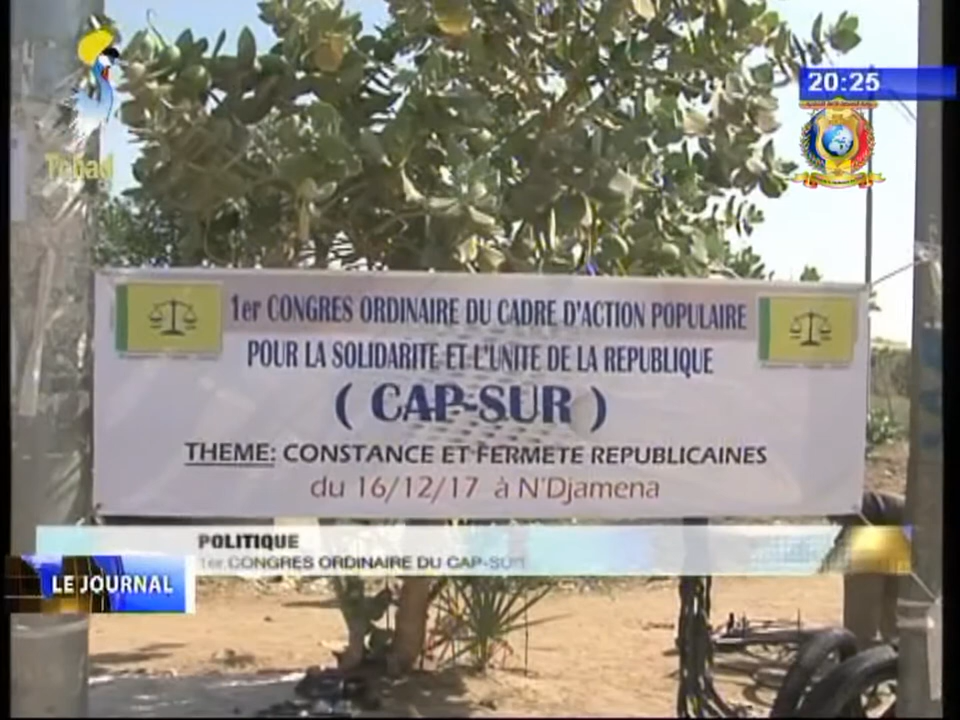 20:25
Tchad
1er CONGRES ORDINAIRE DU CADRE D'ACTION POPULAIRE
POUR LA SOLIDARITE ET L'UNITE DE LA REPUBLIQUE
( CAP-SUR )
THEME: CONSTANCE ET FERMETE REPUBLICAINES
du 16/12/17 à N'Djamena
POLITIQUE
1er CONGRES ORDINAIRE DU CAP-SUR
LE JOURNAL